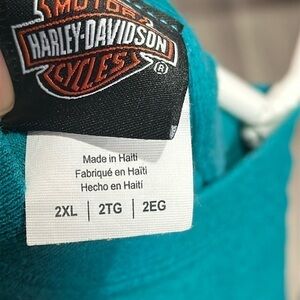 MOTOR
HARLEY-DAVIDSON
CYCLES
®
Made in Haiti
Fabriqué en Haïti
Hecho en Haití
2XL | 2TG | 2EG